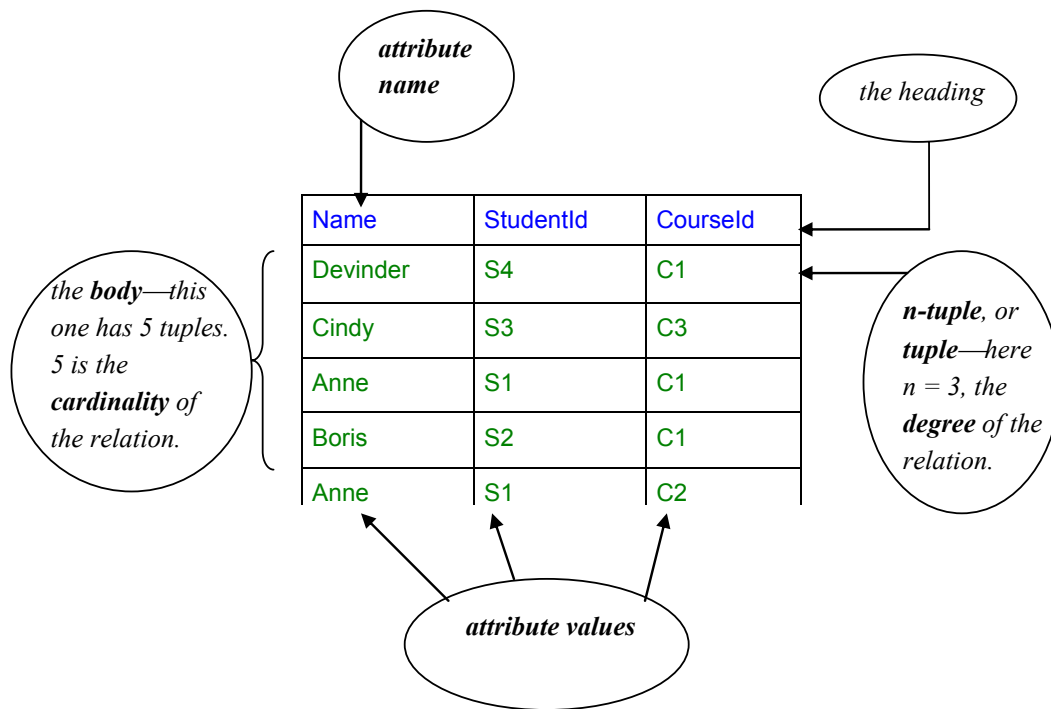 attribute
name
the heading
Name StudentId CourseId
Devinder S4 C1
Cindy S3 C3
Anne S1 C1
Boris S2 C1
Anne S1 C2
the body—this
one has 5 tuples.
5 is the
cardinality of
the relation.
n-tuple, or
tuple—here
n = 3, the
degree of the
relation.
attribute values